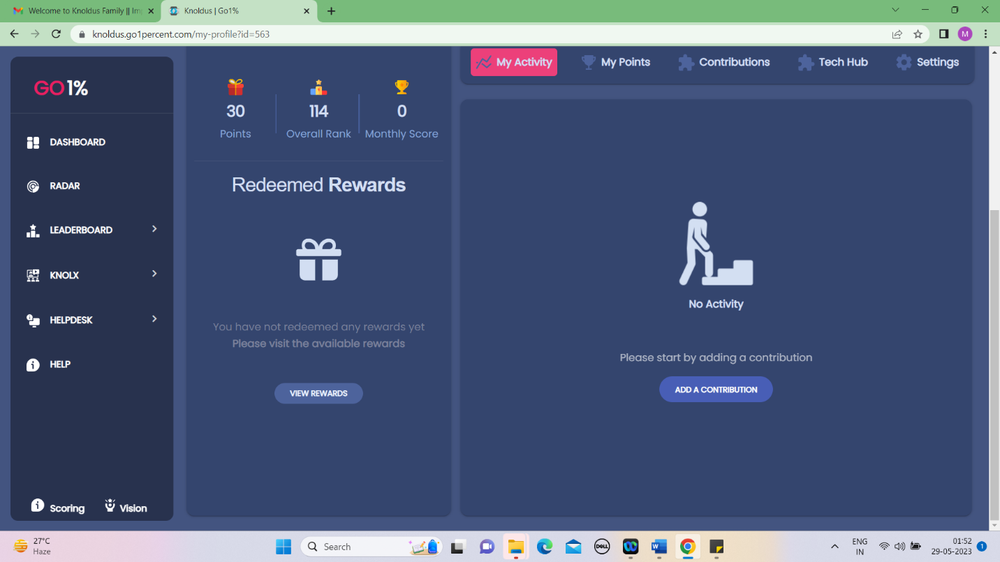 Welcome to Knoldus Family || Im
Knoldus | Go1%
knoldus.go1percent.com/my-profile?id=563
M
GO1%
DASHBOARD
RADAR
LEADERBOARD
KNOLX
HELPDESK
HELP
Scoring
Vision
30
Points
114
Overall Rank
0
Monthly Score
Redeemed Rewards
You have not redeemed any rewards yet
Please visit the available rewards
VIEW REWARDS
My Activity
My Points
Contributions
Tech Hub
Settings
No Activity
Please start by adding a contribution
ADD A CONTRIBUTION
27°C
Haze
Search
DELL
W
ENG
IN
01:52
29-05-2023
1